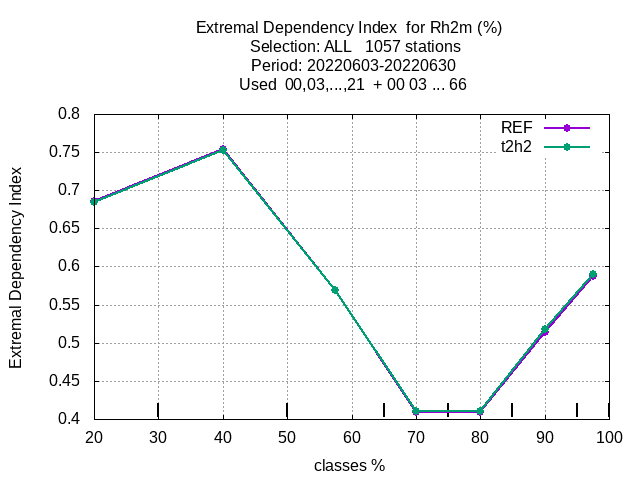 Extremal Dependency Index  for Rh2m (%)
Selection: ALL   1057 stations
Period: 20220603-20220630
Used  00,03,...,21  + 00 03 ... 66
REF
t2h2
0.8
0.75
0.7
0.65
0.6
0.55
0.5
0.45
0.4
Extremal Dependency Index
20 30 40 50 60 70 80 90 100
classes %